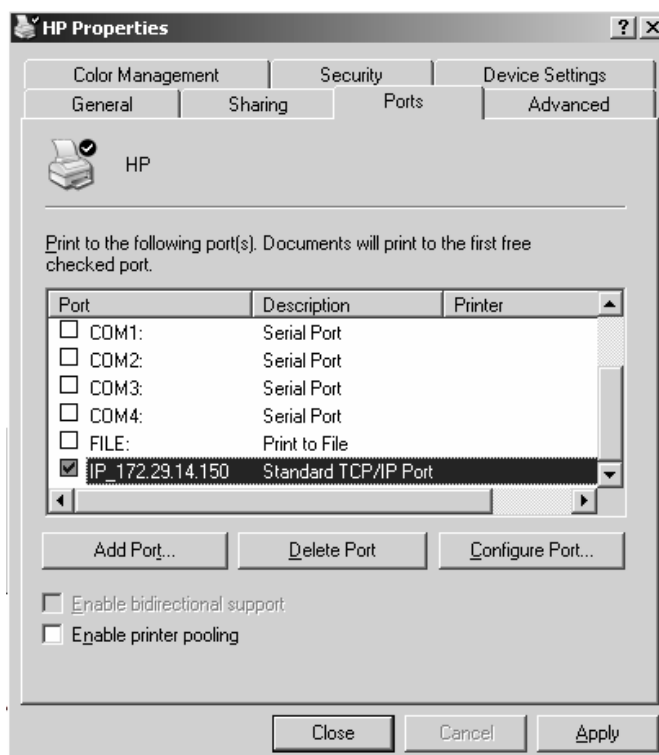 HP Properties
Color Management Security Device Settings
General Sharing Ports Advanced
HP
Print to the following port(s). Documents will print to the first free
checked port.
Port Description Printer
COM1: Serial Port
COM2: Serial Port
COM3: Serial Port
COM4: Serial Port
FILE: Print to File
IP_172.29.14.150 Standard TCP/IP Port
Add Port... Delete Port Configure Port...
Enable bidirectional support
Enable printer pooling
Close Cancel Apply